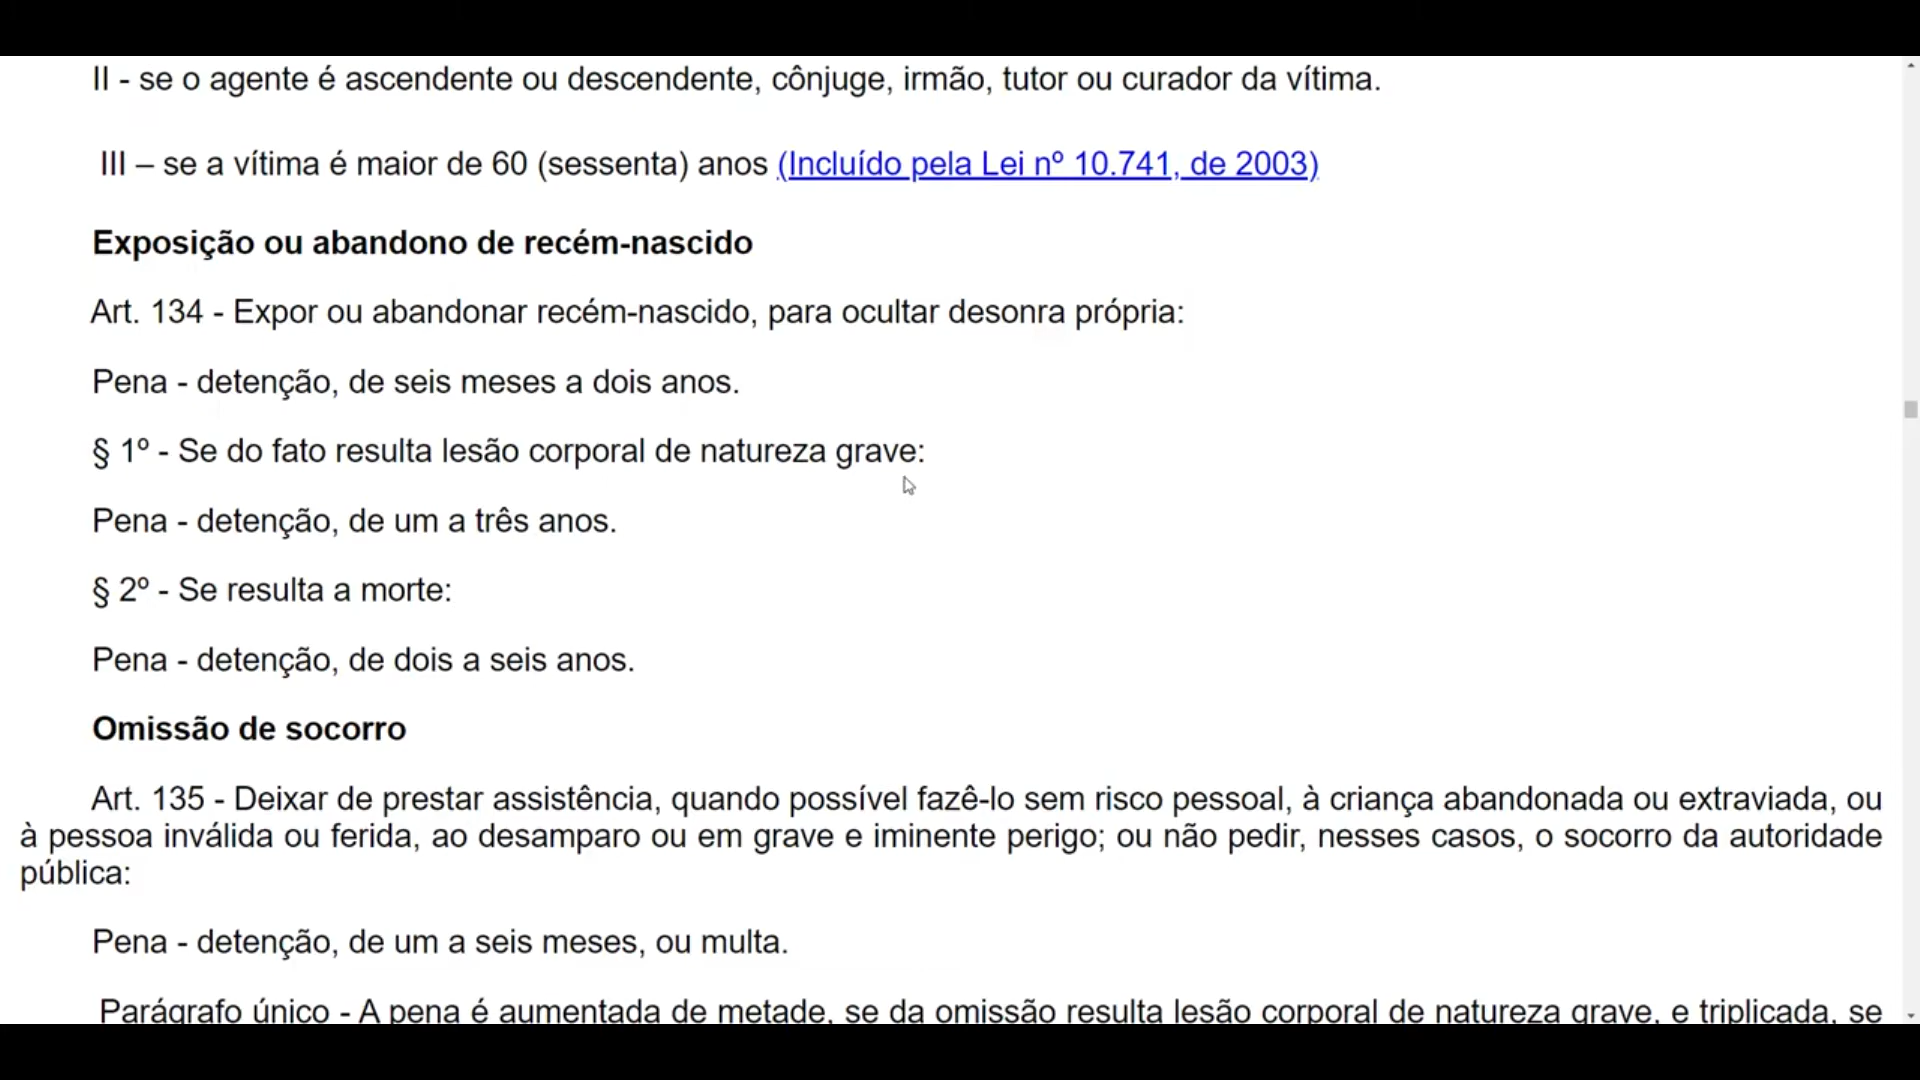 II - se o agente é ascendente ou descendente, cônjuge, irmão, tutor ou curador da vítima.
III – se a vítima é maior de 60 (sessenta) anos (Incluído pela Lei nº 10.741, de 2003)
Exposição ou abandono de recém-nascido
Art. 134 - Expor ou abandonar recém-nascido, para ocultar desonra própria:
Pena - detenção, de seis meses a dois anos.
§ 1º - Se do fato resulta lesão corporal de natureza grave:
Pena - detenção, de um a três anos.
§ 2º - Se resulta a morte:
Pena - detenção, de dois a seis anos.
Omissão de socorro
Art. 135 - Deixar de prestar assistência, quando possível fazê-lo sem risco pessoal, à criança abandonada ou extraviada, ou
à pessoa inválida ou ferida, ao desamparo ou em grave e iminente perigo; ou não pedir, nesses casos, o socorro da autoridade
pública:
Pena - detenção, de um a seis meses, ou multa.
Parágrafo único - A pena é aumentada de metade, se da omissão resulta lesão corporal de natureza grave, e triplicada, se